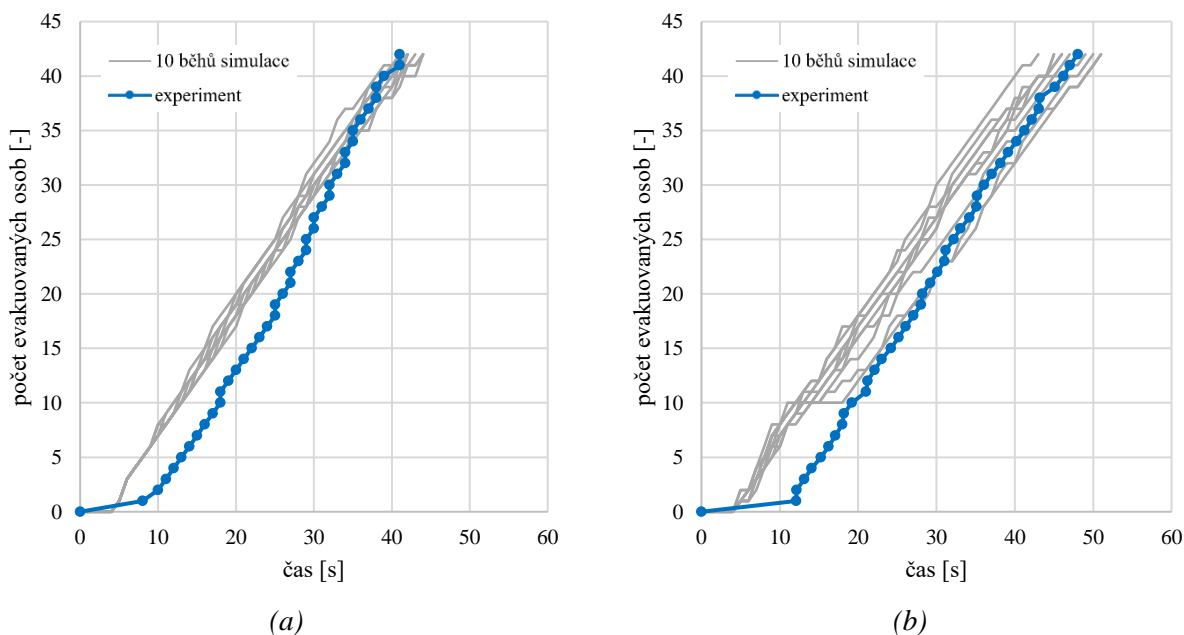 45
40
35
30
25
20
15
10
5
0
počet evakuovaných osob [-]
10 běhů simulace
experiment
0 10 20 30 40 50 60
čas [s]
(a)
45
40
35
30
25
20
15
10
5
0
počet evakuovaných osob [-]
10 běhů simulace
experiment
0 10 20 30 40 50 60
čas [s]
(b)